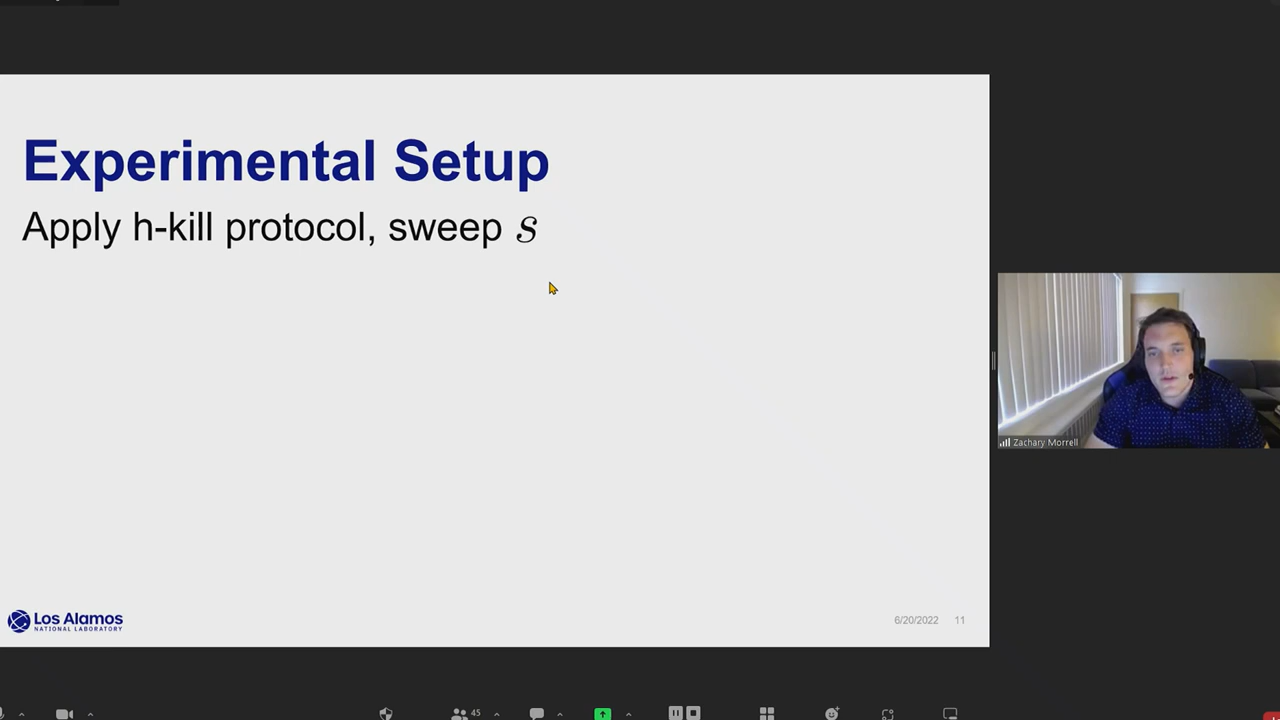 Experimental Setup
Apply h-kill protocol, sweep s
Zachary Morrell
Los Alamos
NATIONAL LABORATORY
6/20/2022 11
45